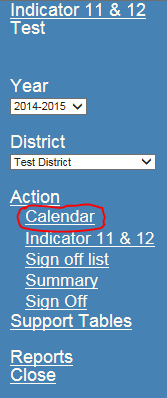 Indicator 11 & 12
Test
Year
2014-2015
District
Test District
Action
Calendar
Indicator 11 & 12
Sign off list
Summary
Sign Off
Support Tables
Reports
Close